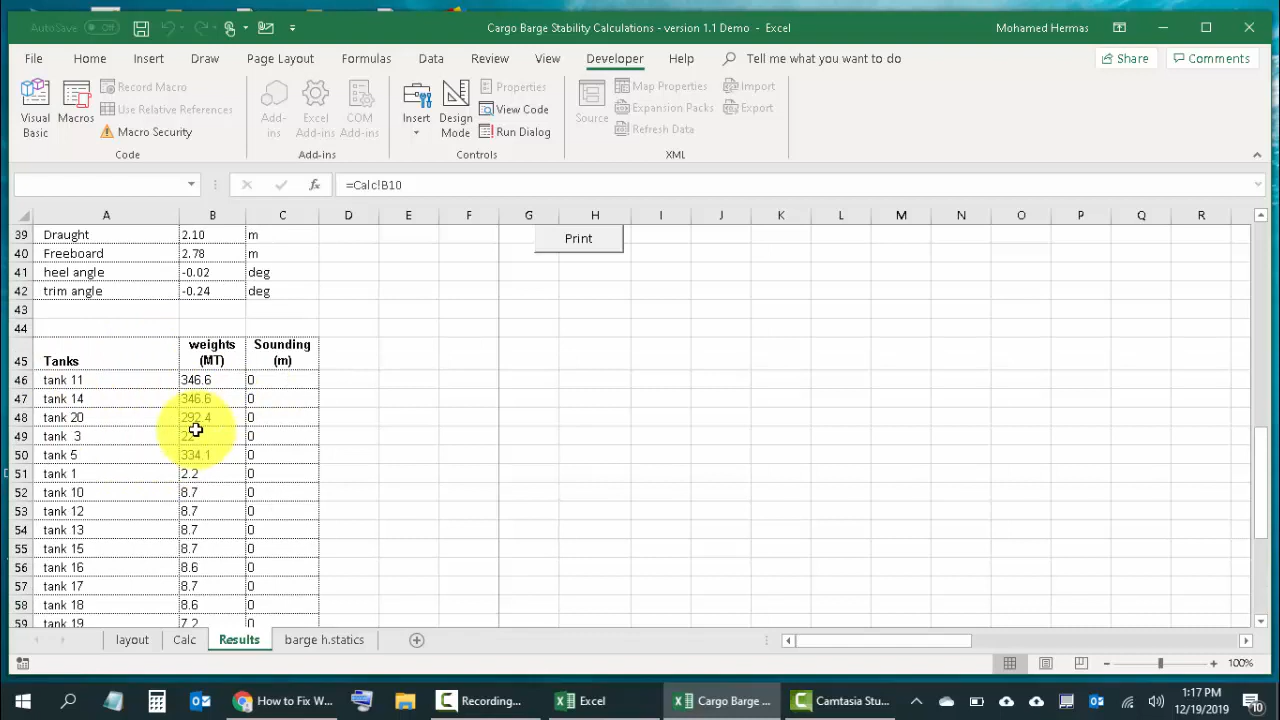 AutoSave Off
Cargo Barge Stability Calculations - version 1.1 Demo - Excel
Mohamed Hermas
File Home Insert Draw Page Layout Formulas Data Review View Developer Help Tell me what you want to do Share Comments
Visual Basic
Macros
Record Macro
Use Relative References
Macro Security
Code
Add-ins
Excel Add-ins
COM Add-ins
Add-ins
Insert
Design Mode
Properties
View Code
Run Dialog
Controls
Source
Map Properties
Expansion Packs
Refresh Data
Import
Export
XML
fx =Calc!B10
A B C D E F G H I J K L M N O P Q R
39 Draught 2.10 m
Print
40 Freeboard 2.78 m
41 heel angle -0.02 deg
42 trim angle -0.24 deg
43
44
45 Tanks weights (MT) Sounding (m)
46 tank 11 346.6 0
47 tank 14 346.6 0
48 tank 20 292.4 0
49 tank 3 0
50 tank 5 334.1 0
51 tank 1 2.2 0
52 tank 10 8.7 0
53 tank 12 8.7 0
54 tank 13 8.7 0
55 tank 15 8.7 0
56 tank 16 8.6 0
57 tank 17 8.7 0
58 tank 18 8.6 0
59 tank 19 7.2 0
layout Calc Results barge h.statics
100%
How to Fix W...
Recording...
Excel
Cargo Barge ...
Camtasia Stu...
1:17 PM
12/19/2019
10